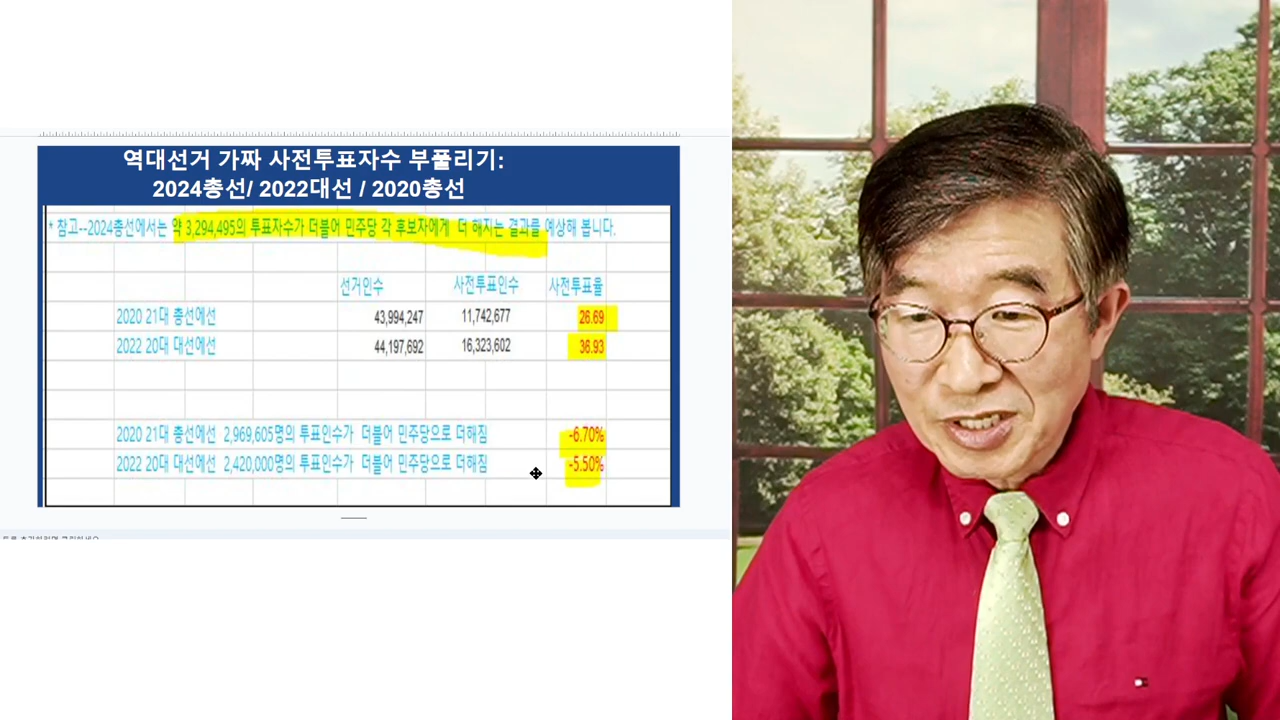 역대선거 가짜 사전투표자수 부풀리기:
2024총선/ 2022대선 / 2020총선
* 참고--2024총선에서는 약 3,294,495의 투표자수가 더불어 민주당 각 후보자에게 더 해지는 결과를 예상해 봅니다.
선거인수 사전투표인수 사전투표율
2020 21대 총선에선 43,994,247 11,742,677 26.69
2022 20대 대선에선 44,197,692 16,323,602 36.93
2020 21대 총선에선 2,969,605명의 투표인수가 더불어 민주당으로 더해짐 -6.70%
2022 20대 대선에선 2,420,000명의 투표인수가 더불어 민주당으로 더해짐 -5.50%